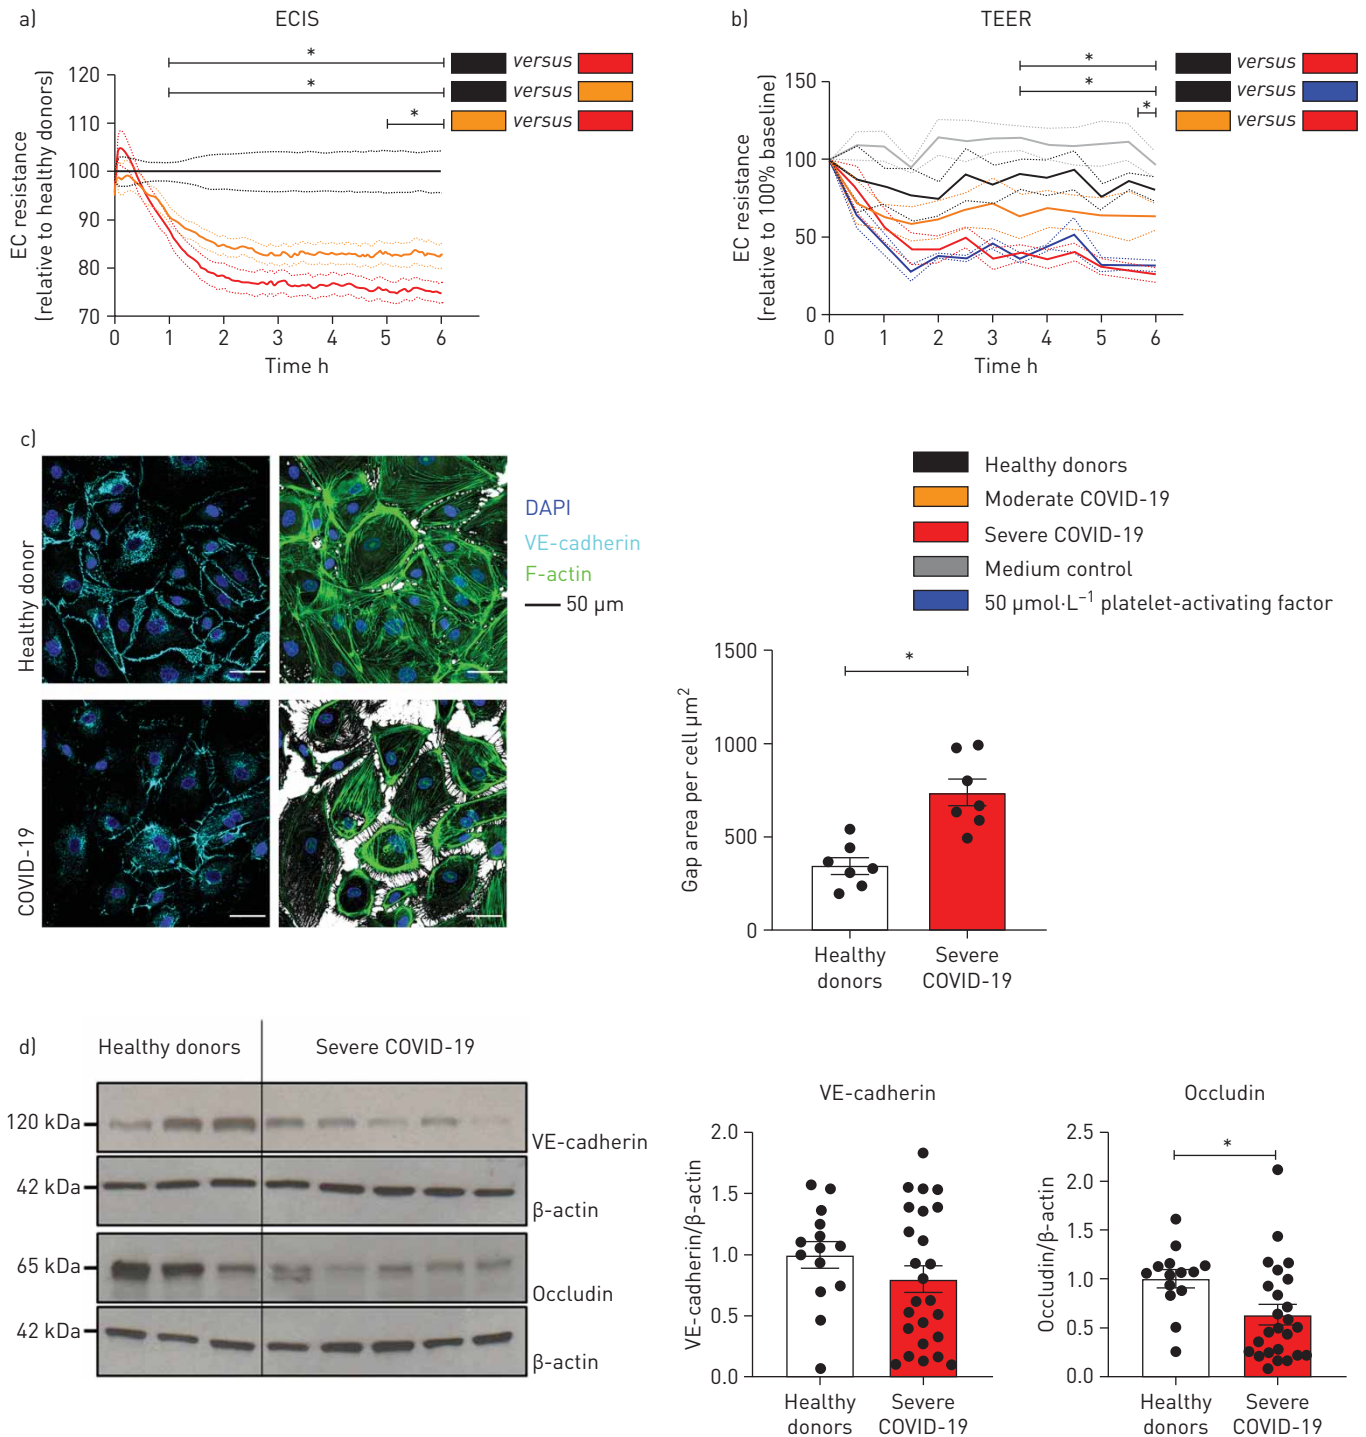 a)
ECIS
EC resistance
(relative to healthy donors)
120
110
100
90
80
70
0 1 2 3 4 5 6
Time h
*
*
*
versus
versus
versus
b)
TEER
EC resistance
(relative to 100% baseline)
150
100
50
0
0 1 2 3 4 5 6
Time h
*
*
*
versus
versus
versus
c)
Healthy donor
COVID-19
DAPI
VE-cadherin
F-actin
50 µm
Healthy donors
Moderate COVID-19
Severe COVID-19
Medium control
50 µmol·L⁻¹ platelet-activating factor
Gap area per cell µm²
1500
1000
500
0
*
Healthy
donors
Severe
COVID-19
d)
Healthy donors
Severe COVID-19
120 kDa
VE-cadherin
42 kDa
β-actin
65 kDa
Occludin
42 kDa
β-actin
VE-cadherin
VE-cadherin/β-actin
2.0
1.5
1.0
0.5
0.0
Healthy
donors
Severe
COVID-19
Occludin
Occludin/β-actin
2.5
2.0
1.5
1.0
0.5
0.0
*
Healthy
donors
Severe
COVID-19